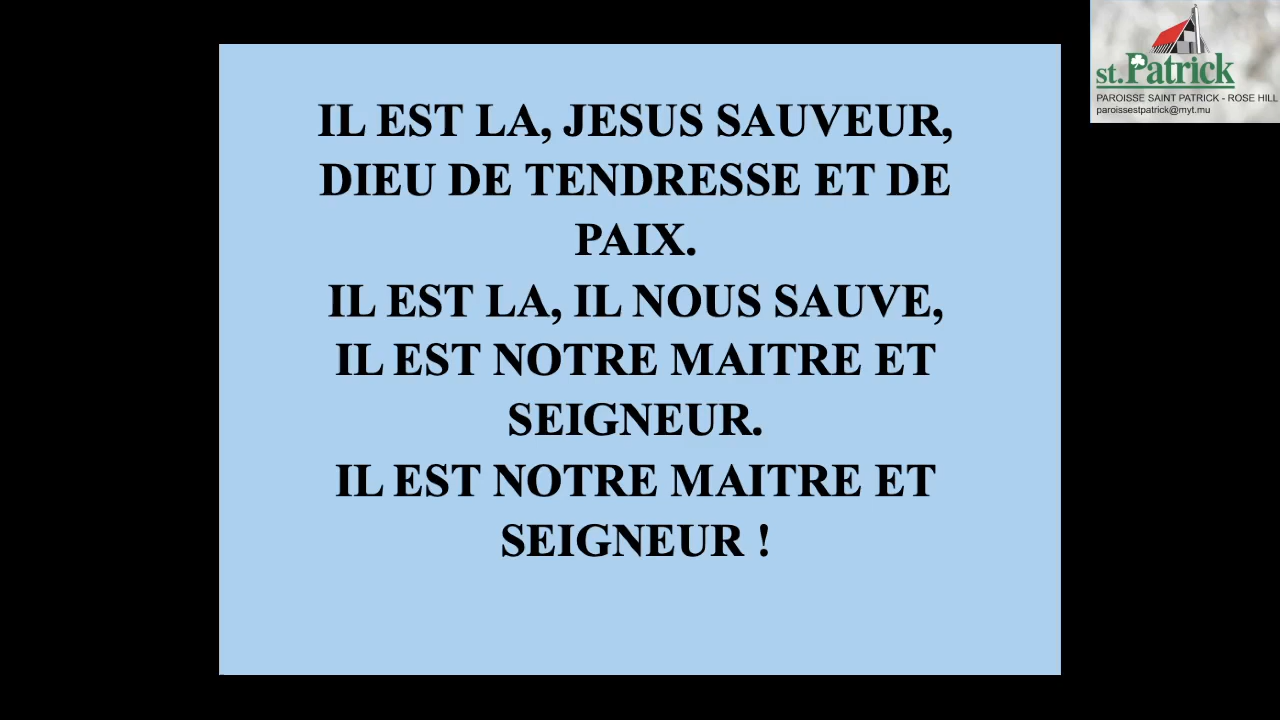 IL EST LA, JESUS SAUVEUR,
DIEU DE TENDRESSE ET DE
PAIX.
IL EST LA, IL NOUS SAUVE,
IL EST NOTRE MAITRE ET
SEIGNEUR.
IL EST NOTRE MAITRE ET
SEIGNEUR !
st.Patrick
PAROISSE SAINT PATRICK - ROSE HILL
paroissestpatrick@myt.mu